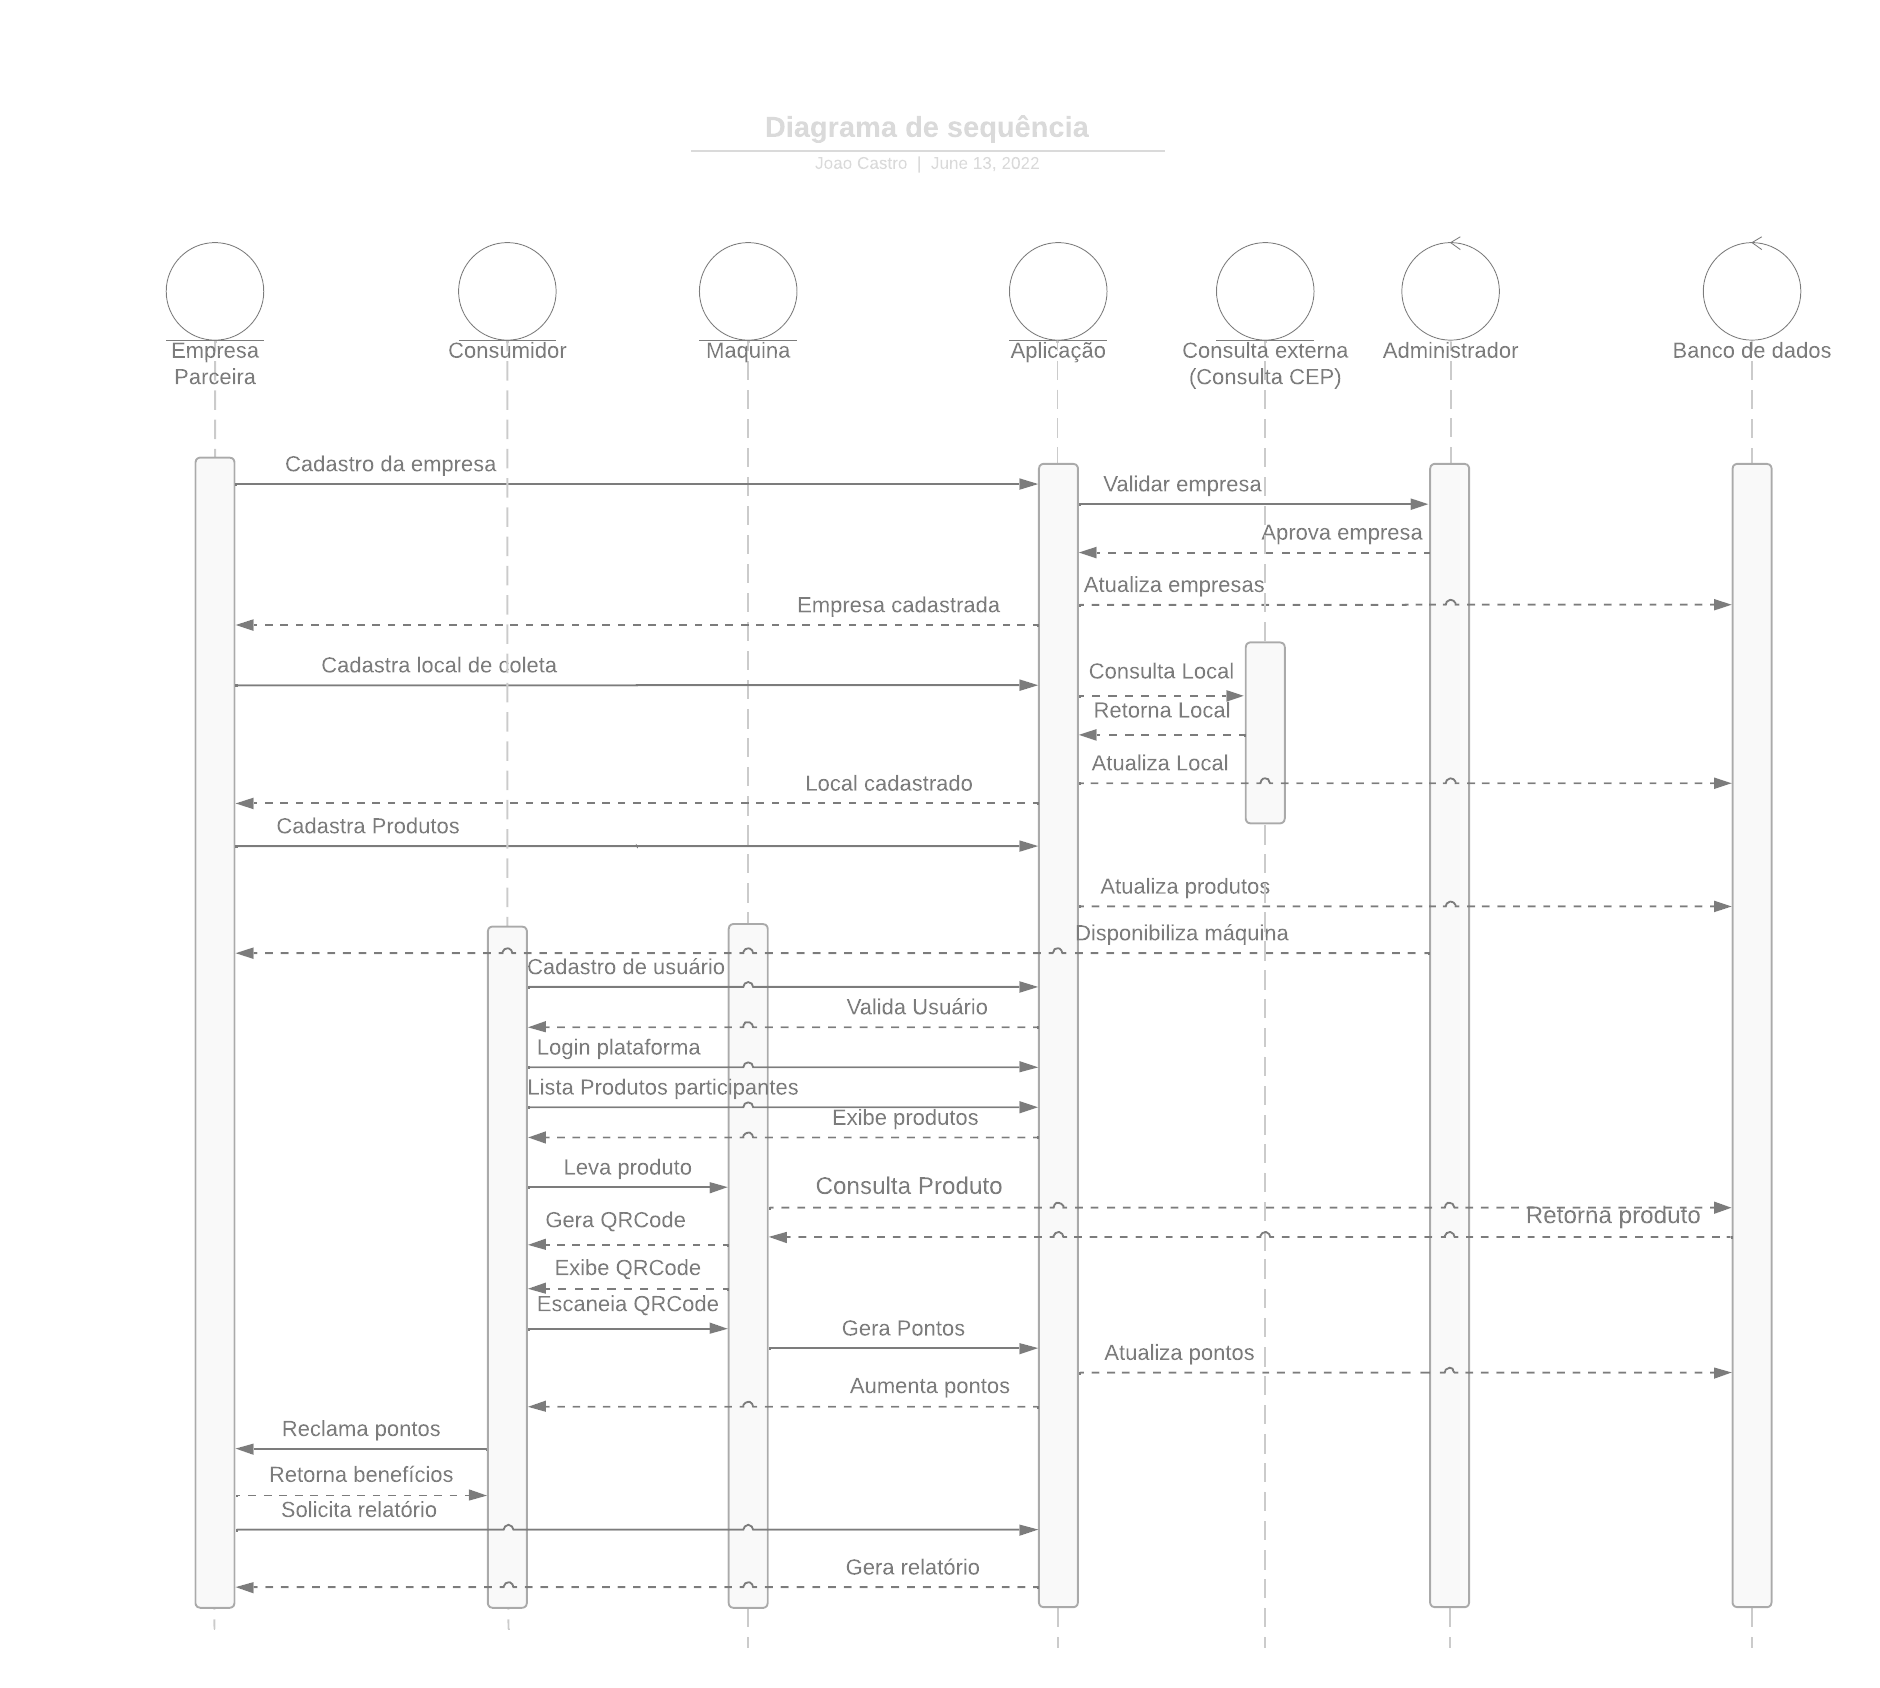 Diagrama de sequência
Joao Castro | June 13, 2022
Empresa
Parceira
Consumidor
Maquina
Aplicação
Consulta externa
(Consulta CEP)
Administrador
Banco de dados
Cadastro da empresa
Validar empresa
Aprova empresa
Atualiza empresas
Empresa cadastrada
Cadastra local de coleta
Consulta Local
Retorna Local
Atualiza Local
Local cadastrado
Cadastra Produtos
Atualiza produtos
Disponibiliza máquina
Cadastro de usuário
Valida Usuário
Login plataforma
Lista Produtos participantes
Exibe produtos
Leva produto
Consulta Produto
Retorna produto
Gera QRCode
Exibe QRCode
Escaneia QRCode
Gera Pontos
Atualiza pontos
Aumenta pontos
Reclama pontos
Retorna benefícios
Solicita relatório
Gera relatório